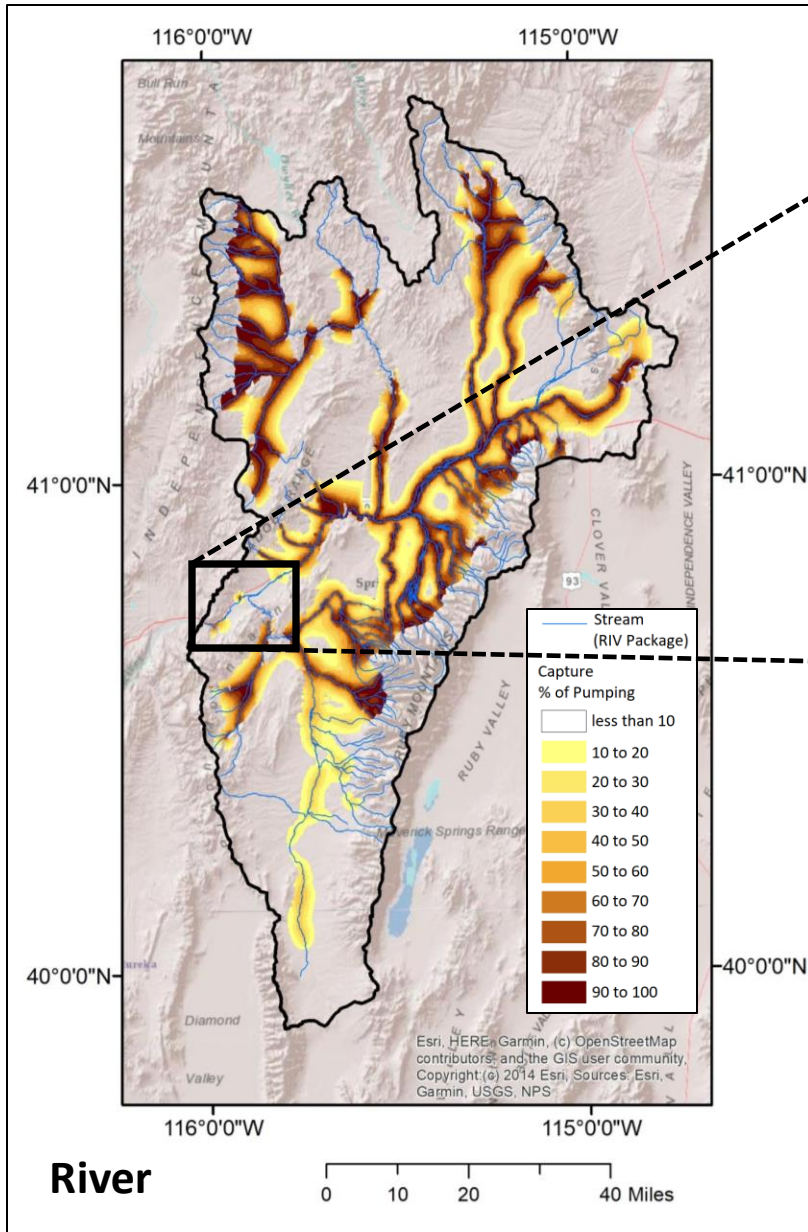 116°0'0"W
115°0'0"W
Bull Run
Mountains
INDEPENDENCE MOUNTAI
41°0'0"N
41°0'0"N
INDEPENDENCE VALLEY
CLOVER VAL
93
Spri
RUBY MOUNTAINS
RUBY VALLEY
Stream
(RIV Package)
Capture
% of Pumping
less than 10
10 to 20
20 to 30
30 to 40
40 to 50
50 to 60
60 to 70
70 to 80
80 to 90
90 to 100
Maverick Springs Range
40°0'0"N
40°0'0"N
ureka
Diamond
Valley
Esri, HERE, Garmin, (c) OpenStreetMap
contributors, and the GIS user community,
Copyright:(c) 2014 Esri, Sources: Esri,
Garmin, USGS, NPS
116°0'0"W
115°0'0"W
River
0 10 20 40 Miles